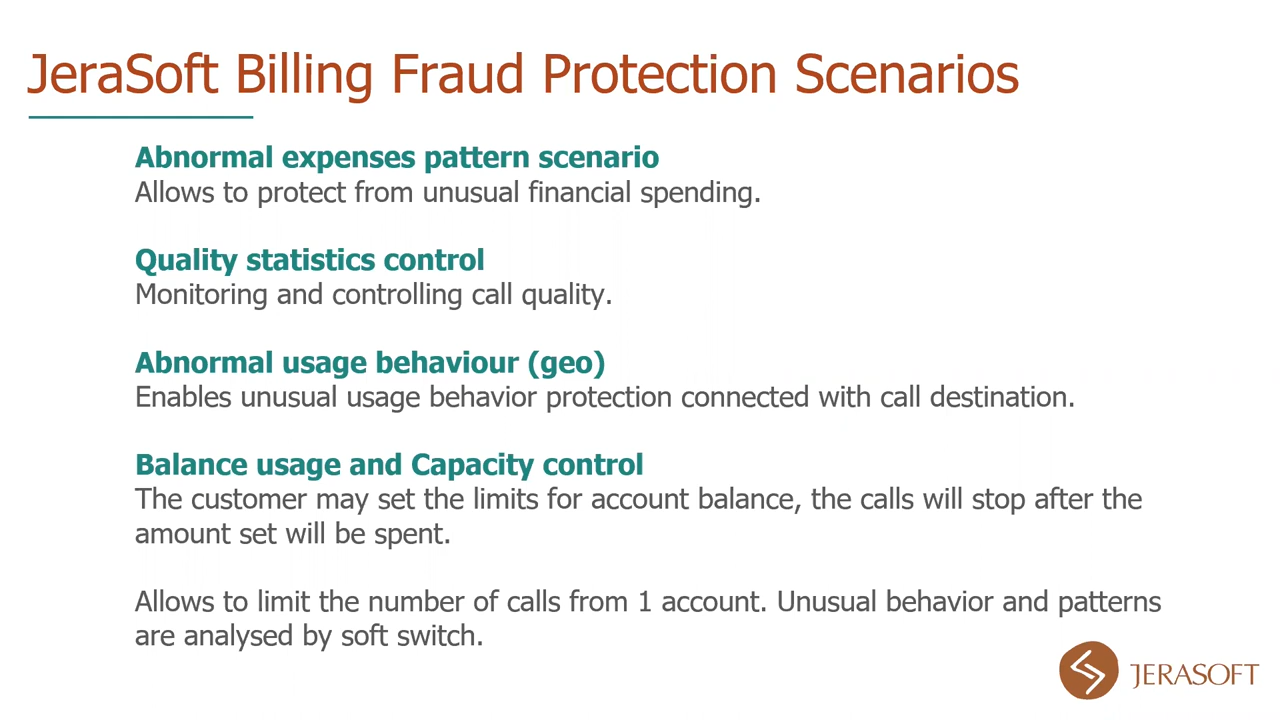 JeraSoft Billing Fraud Protection Scenarios
Abnormal expenses pattern scenario
Allows to protect from unusual financial spending.
Quality statistics control
Monitoring and controlling call quality.
Abnormal usage behaviour (geo)
Enables unusual usage behavior protection connected with call destination.
Balance usage and Capacity control
The customer may set the limits for account balance, the calls will stop after the
amount set will be spent.
Allows to limit the number of calls from 1 account. Unusual behavior and patterns
are analysed by soft switch.
JERASOFT